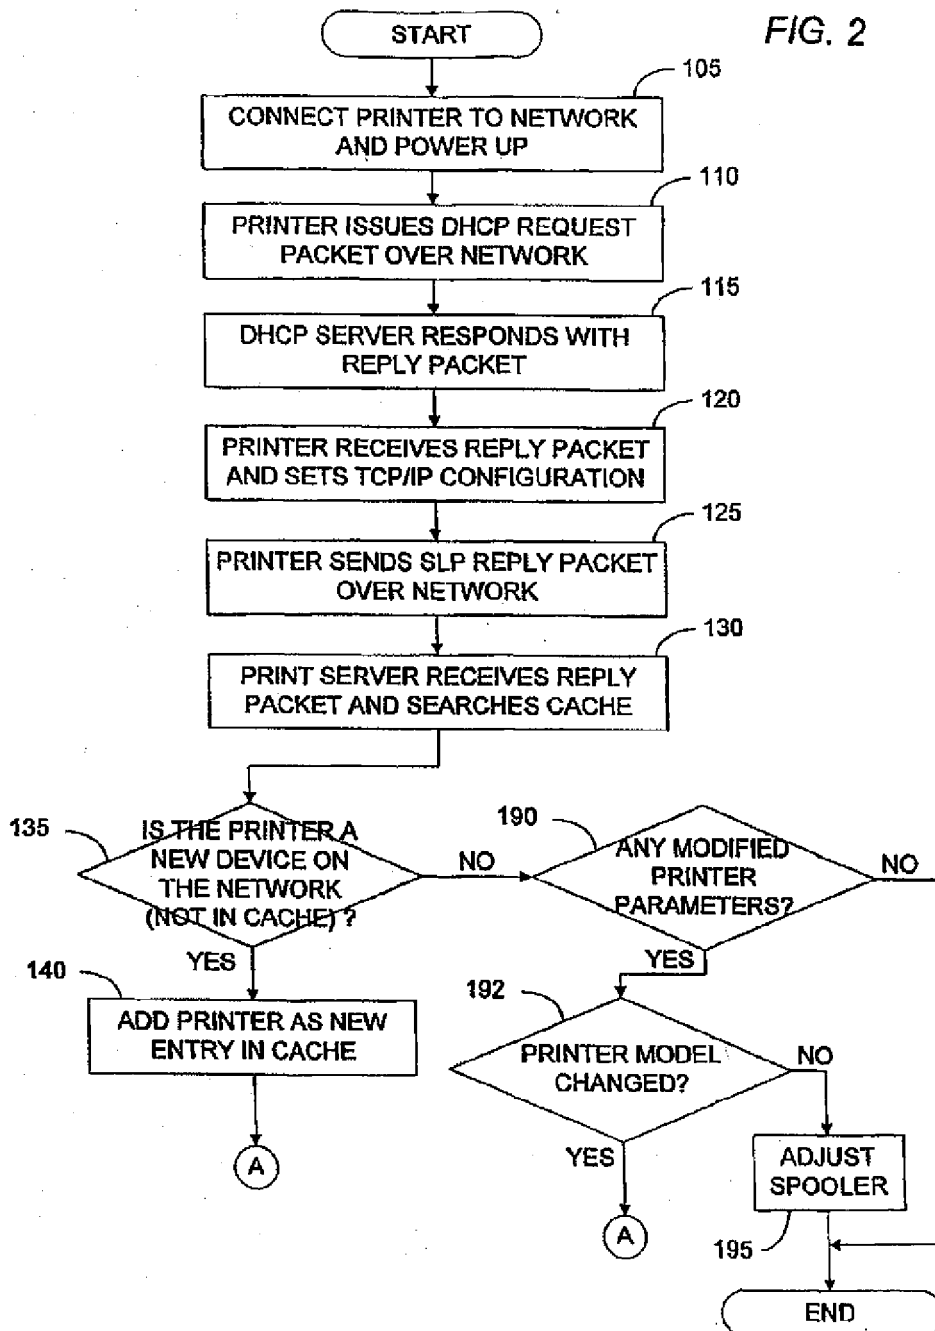 FIG. 2
START
105
CONNECT PRINTER TO NETWORK
AND POWER UP
110
PRINTER ISSUES DHCP REQUEST
PACKET OVER NETWORK
115
DHCP SERVER RESPONDS WITH
REPLY PACKET
120
PRINTER RECEIVES REPLY PACKET
AND SETS TCP/IP CONFIGURATION
125
PRINTER SENDS SLP REPLY PACKET
OVER NETWORK
130
PRINT SERVER RECEIVES REPLY
PACKET AND SEARCHES CACHE
135
IS THE PRINTER A
NEW DEVICE ON
THE NETWORK
(NOT IN CACHE) ?
NO
YES
190
ANY MODIFIED
PRINTER
PARAMETERS?
NO
YES
140
ADD PRINTER AS NEW
ENTRY IN CACHE
A
192
PRINTER MODEL
CHANGED?
NO
YES
A
ADJUST
SPOOLER
195
END